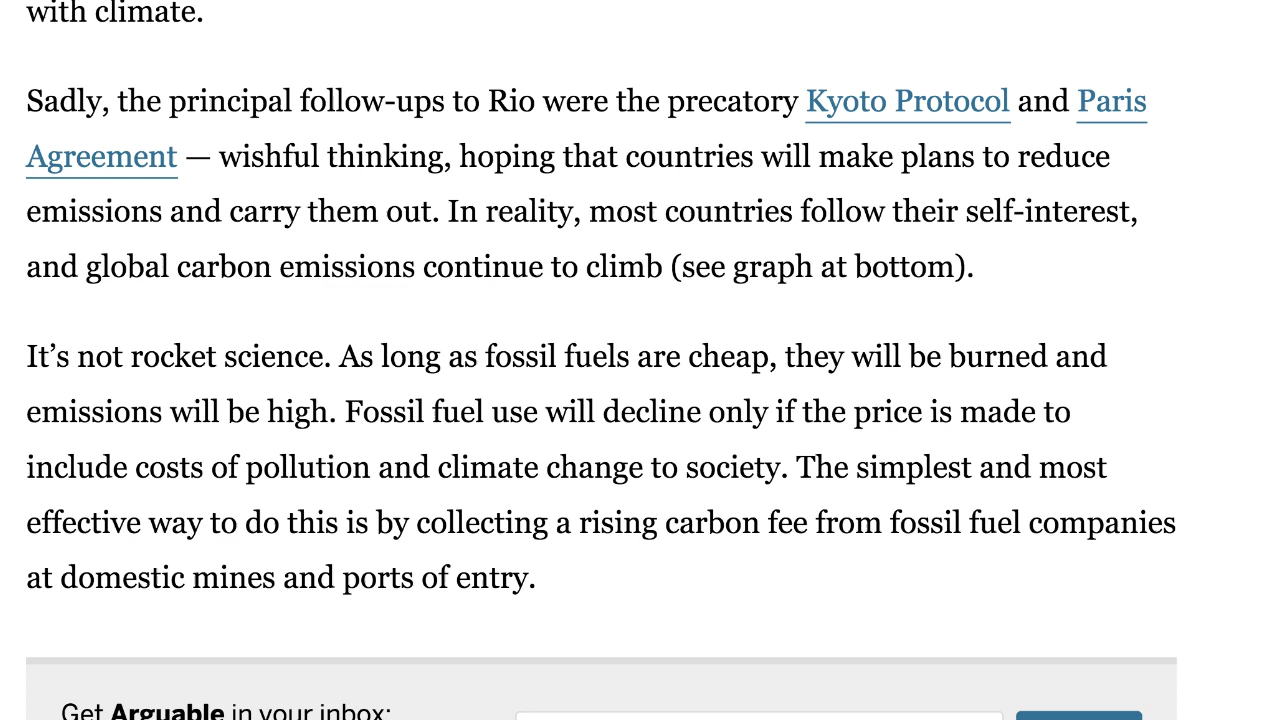 with climate.
Sadly, the principal follow-ups to Rio were the precatory Kyoto Protocol and Paris
Agreement — wishful thinking, hoping that countries will make plans to reduce
emissions and carry them out. In reality, most countries follow their self-interest,
and global carbon emissions continue to climb (see graph at bottom).
It’s not rocket science. As long as fossil fuels are cheap, they will be burned and
emissions will be high. Fossil fuel use will decline only if the price is made to
include costs of pollution and climate change to society. The simplest and most
effective way to do this is by collecting a rising carbon fee from fossil fuel companies
at domestic mines and ports of entry.
Get Arguable in your inbox: